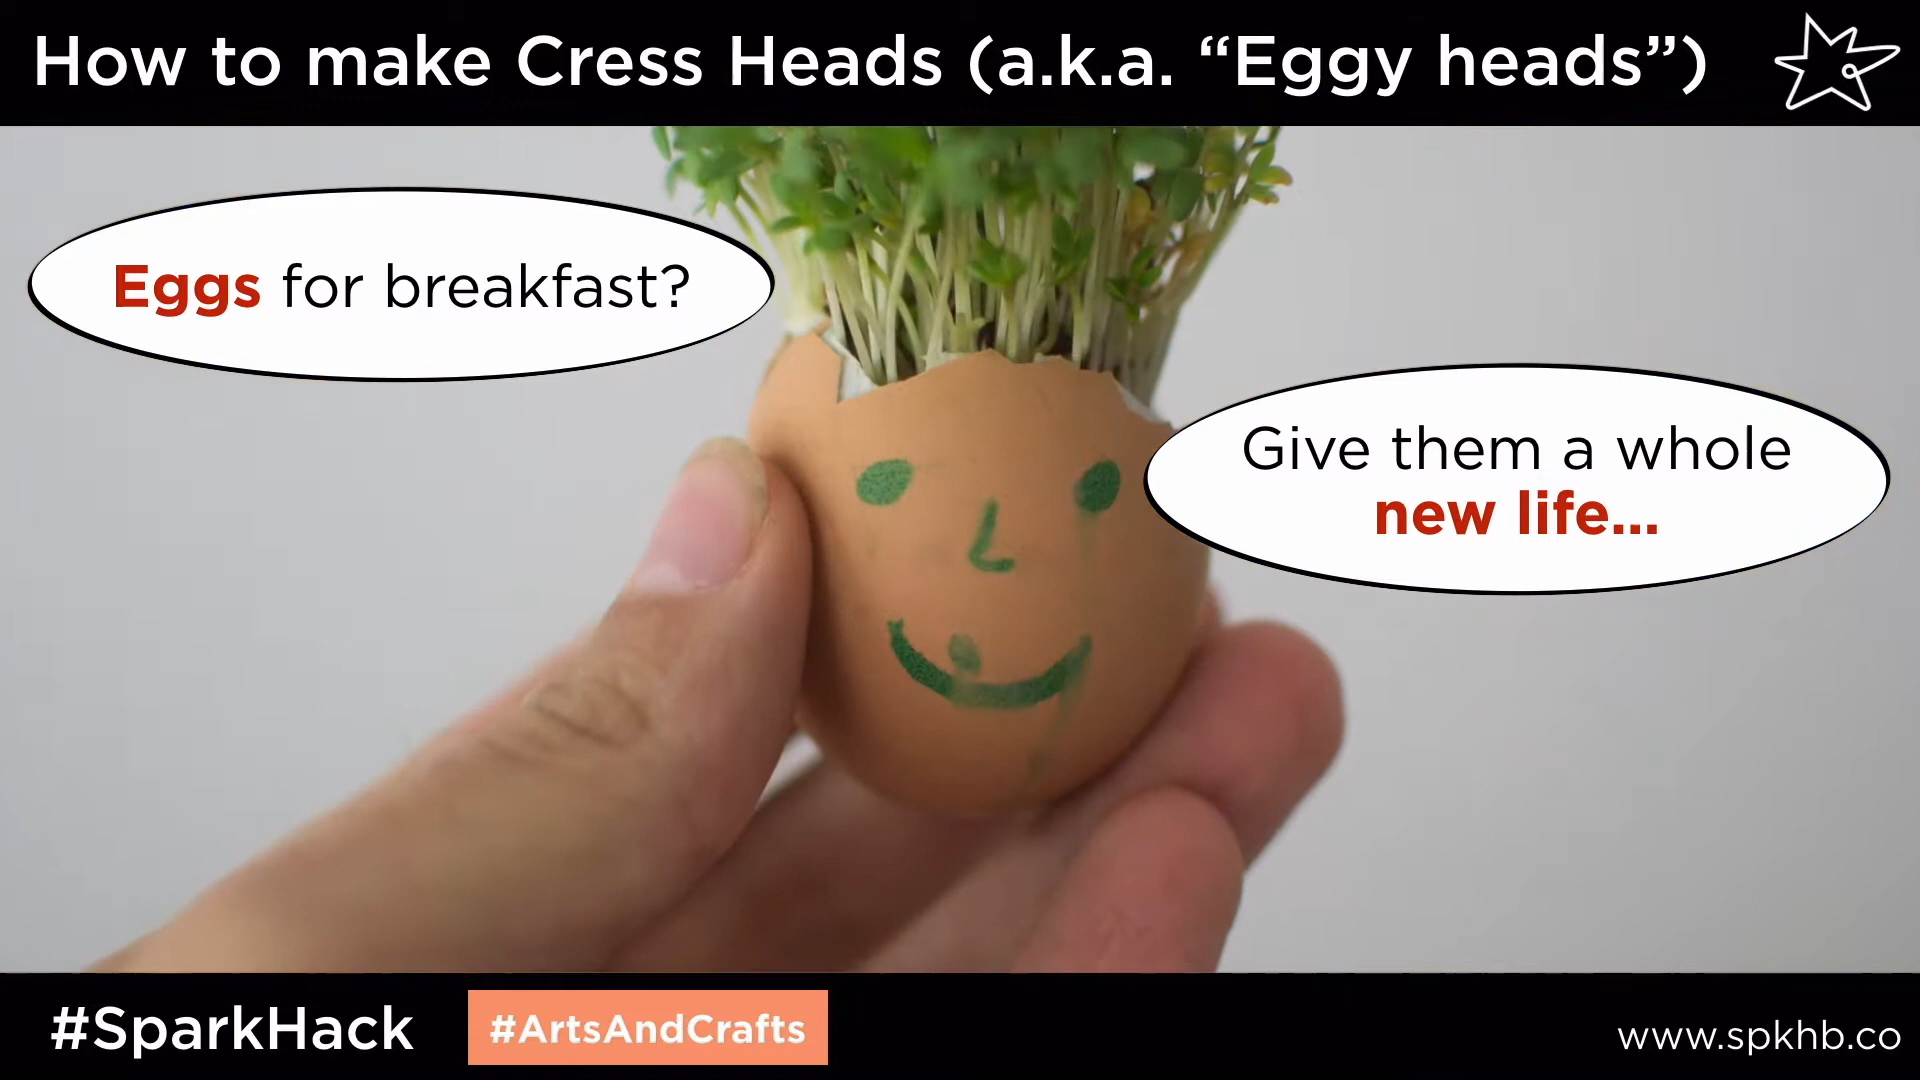 How to make Cress Heads (a.k.a. “Eggy heads”)
Eggs for breakfast?
Give them a whole
new life...
#SparkHack
#ArtsAndCrafts
www.spkhb.co